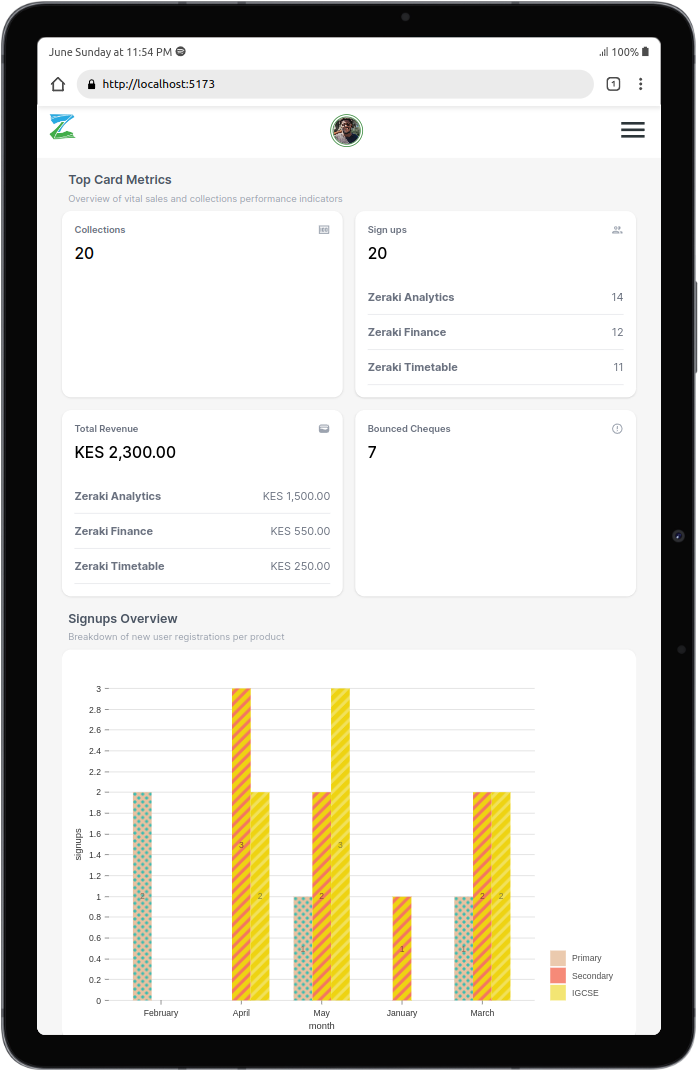 June Sunday at 11:54 PM 100%
http://localhost:5173 1
Top Card Metrics
Overview of vital sales and collections performance indicators
Collections
20
Sign ups
20
Zeraki Analytics 14
Zeraki Finance 12
Zeraki Timetable 11
Total Revenue
KES 2,300.00
Zeraki Analytics KES 1,500.00
Zeraki Finance KES 550.00
Zeraki Timetable KES 250.00
Bounced Cheques
7
Signups Overview
Breakdown of new user registrations per product
3
2.8
2.6
2.4
2.2
2
1.8
1.6
1.4
1.2
1
0.8
0.6
0.4
0.2
0
signups
2
3
2
1
2
3
1
1
2
2
February April May January March
month
Primary
Secondary
IGCSE